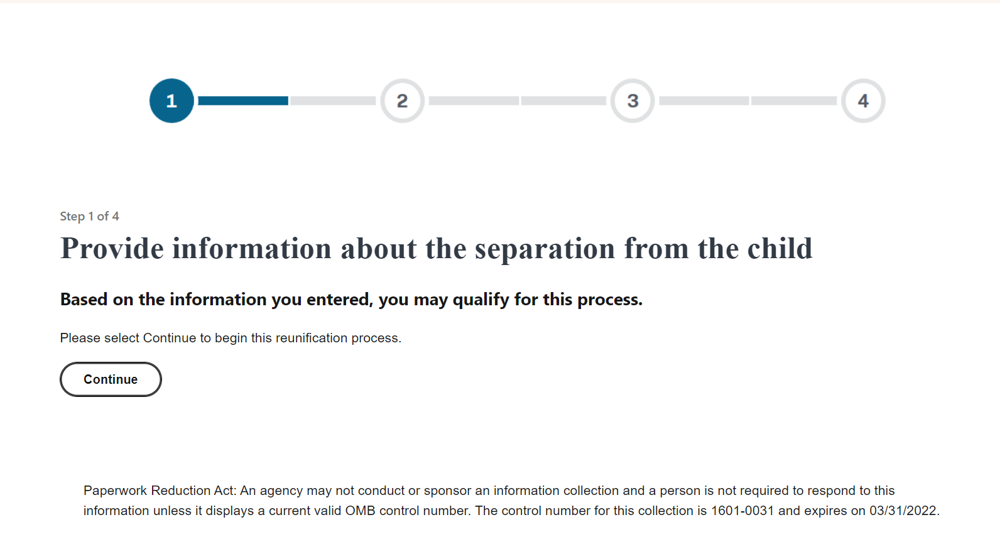 1 2 3 4
Step 1 of 4
Provide information about the separation from the child
Based on the information you entered, you may qualify for this process.
Please select Continue to begin this reunification process.
Continue
Paperwork Reduction Act: An agency may not conduct or sponsor an information collection and a person is not required to respond to this
information unless it displays a current valid OMB control number. The control number for this collection is 1601-0031 and expires on 03/31/2022.